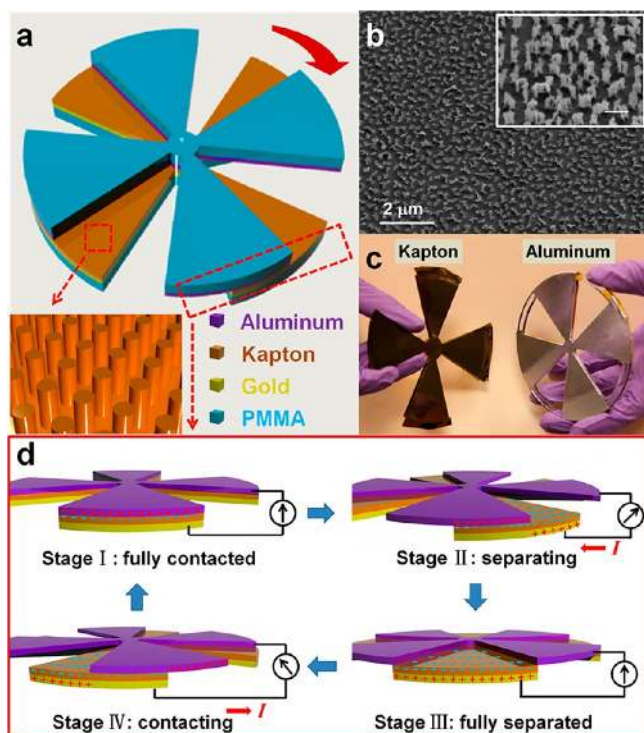 a
Aluminum
Kapton
Gold
PMMA
b
2 μm
c
Kapton
Aluminum
d
Stage Ⅰ : fully contacted
Stage Ⅱ: separating
I
Stage Ⅳ: contacting
I
Stage Ⅲ: fully separated